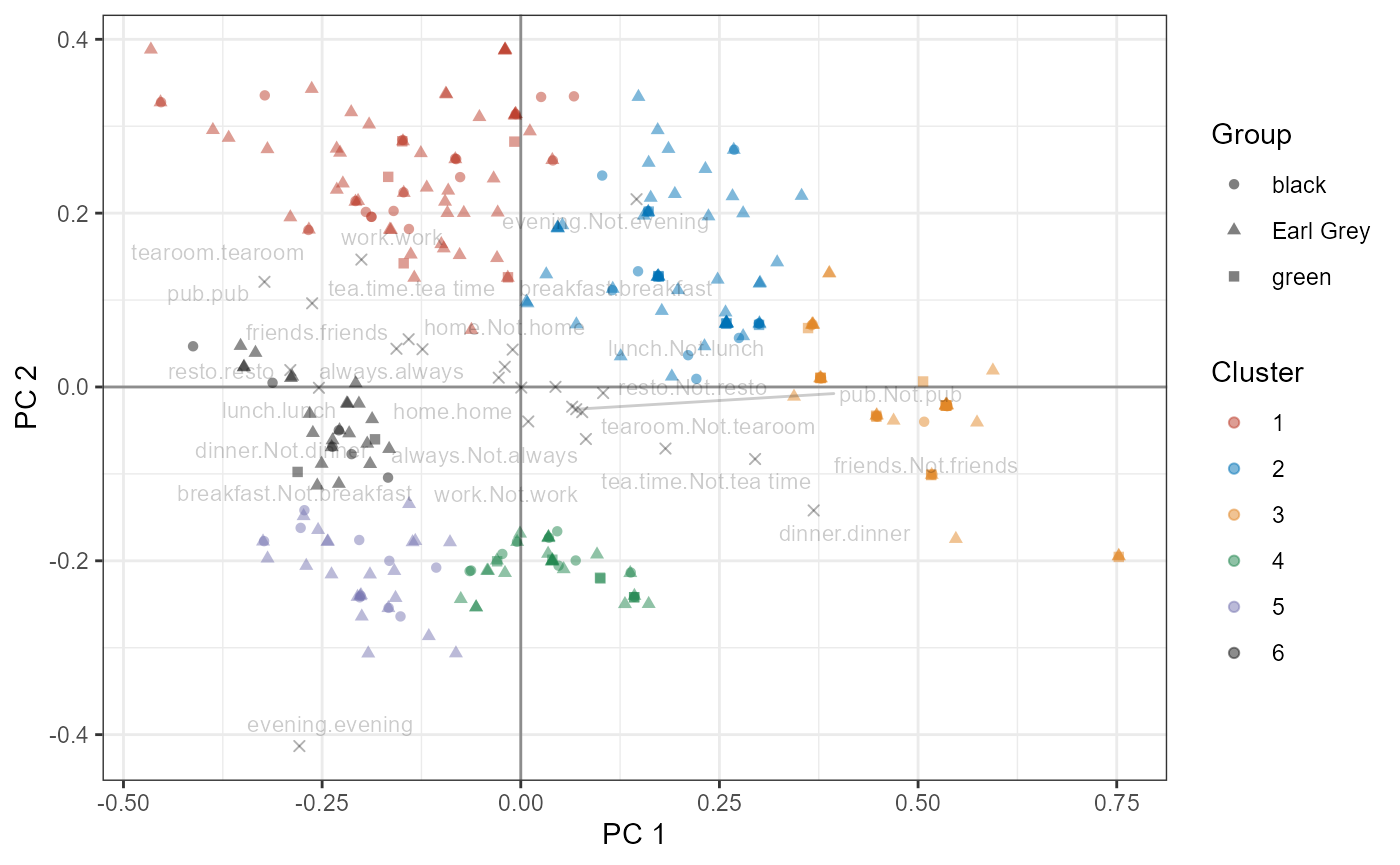 0.4
0.2
0.0
-0.2
-0.4
PC 2
-0.50
-0.25
0.00
0.25
0.50
0.75
PC 1
evening.Not.evening
work.work
tearoom.tearoom
tea.time.tea time
breakfast.breakfast
pub.pub
home.Not.home
friends.friends
lunch.Not.lunch
resto.resto
always.always
resto.Not.resto
pub.Not.pub
lunch.lunch
home.home
tearoom.Not.tearoom
dinner.Not.dinner
always.Not.always
friends.Not.friends
tea.time.Not.tea time
breakfast.Not.breakfast
work.Not.work
dinner.dinner
evening.evening
Group
black
Earl Grey
green
Cluster
1
2
3
4
5
6